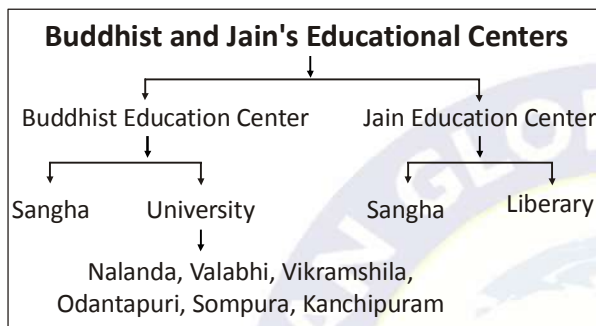 Buddhist and Jain's Educational Centers
Buddhist Education Center Jain Education Center
Sangha University Sangha Liberary
Nalanda, Valabhi, Vikramshila,
Odantapuri, Sompura, Kanchipuram